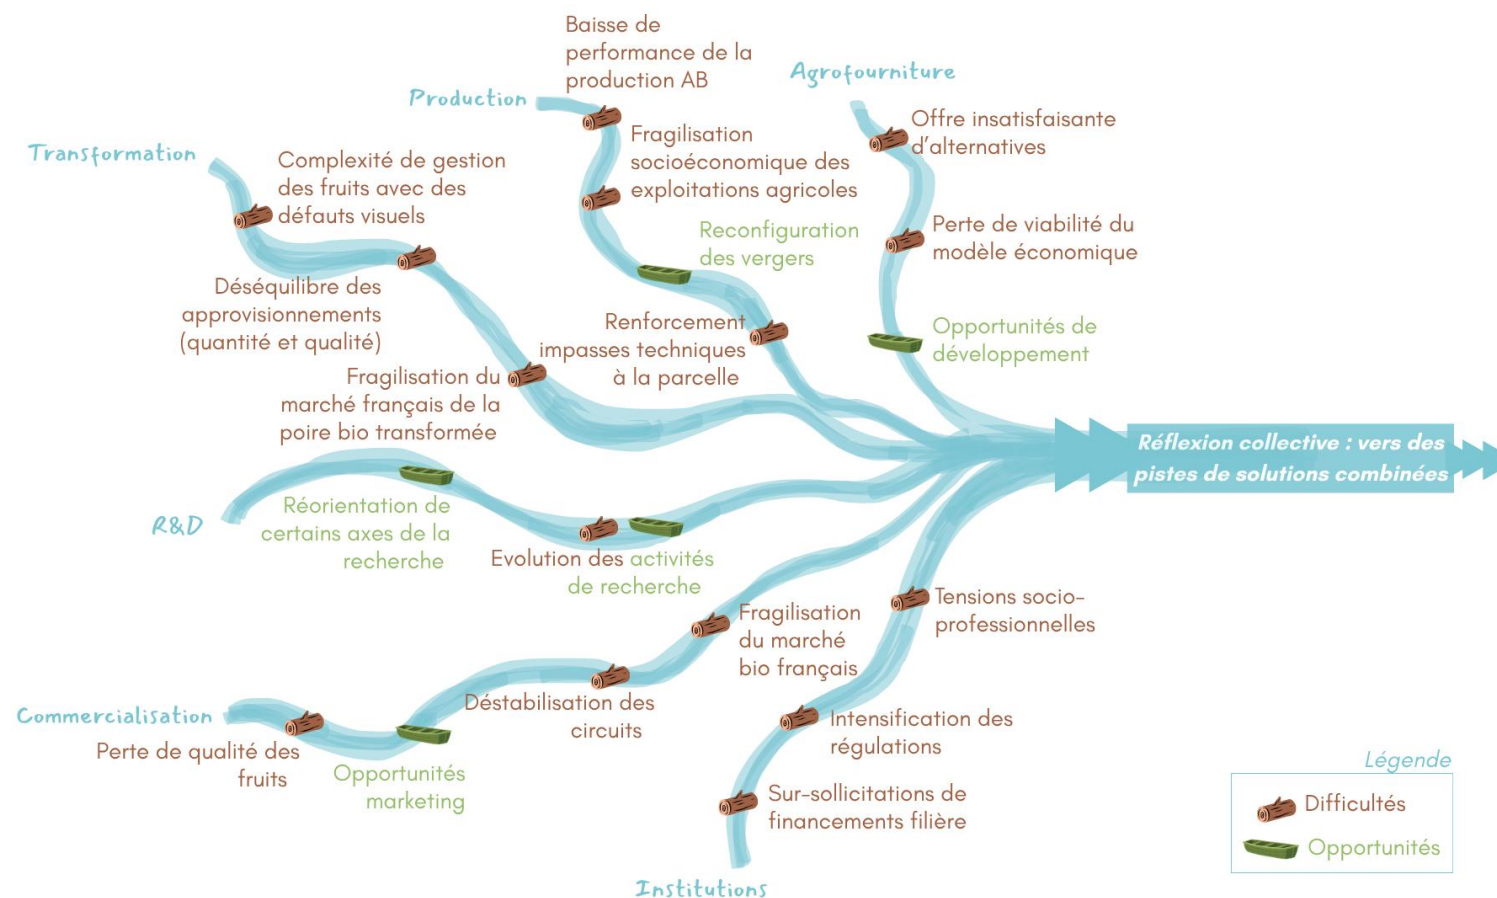 Baisse de
performance de la
production AB
Agrofourniture
Production
Offre insatisfaisante
d'alternatives
Fragilisation
socioéconomique des
exploitations agricoles
Transformation
Complexité de gestion
des fruits avec des
défauts visuels
Reconfiguration
des vergers
Perte de viabilité du
modèle économique
Déséquilibre des
approvisionnements
(quantité et qualité)
Renforcement
impasses techniques
à la parcelle
Opportunités de
développement
Fragilisation du
marché français de la
poire bio transformée
Réflexion collective : vers des
pistes de solutions combinées
R&D
Réorientation de
certains axes de la
recherche
Evolution des activités
de recherche
Tensions socio-
professionnelles
Fragilisation
du marché
bio français
Déstabilisation des
circuits
Commercialisation
Perte de qualité des
fruits
Opportunités
marketing
Intensification des
régulations
Sur-sollicitations de
financements filière
Institutions
Légende
Difficultés
Opportunités